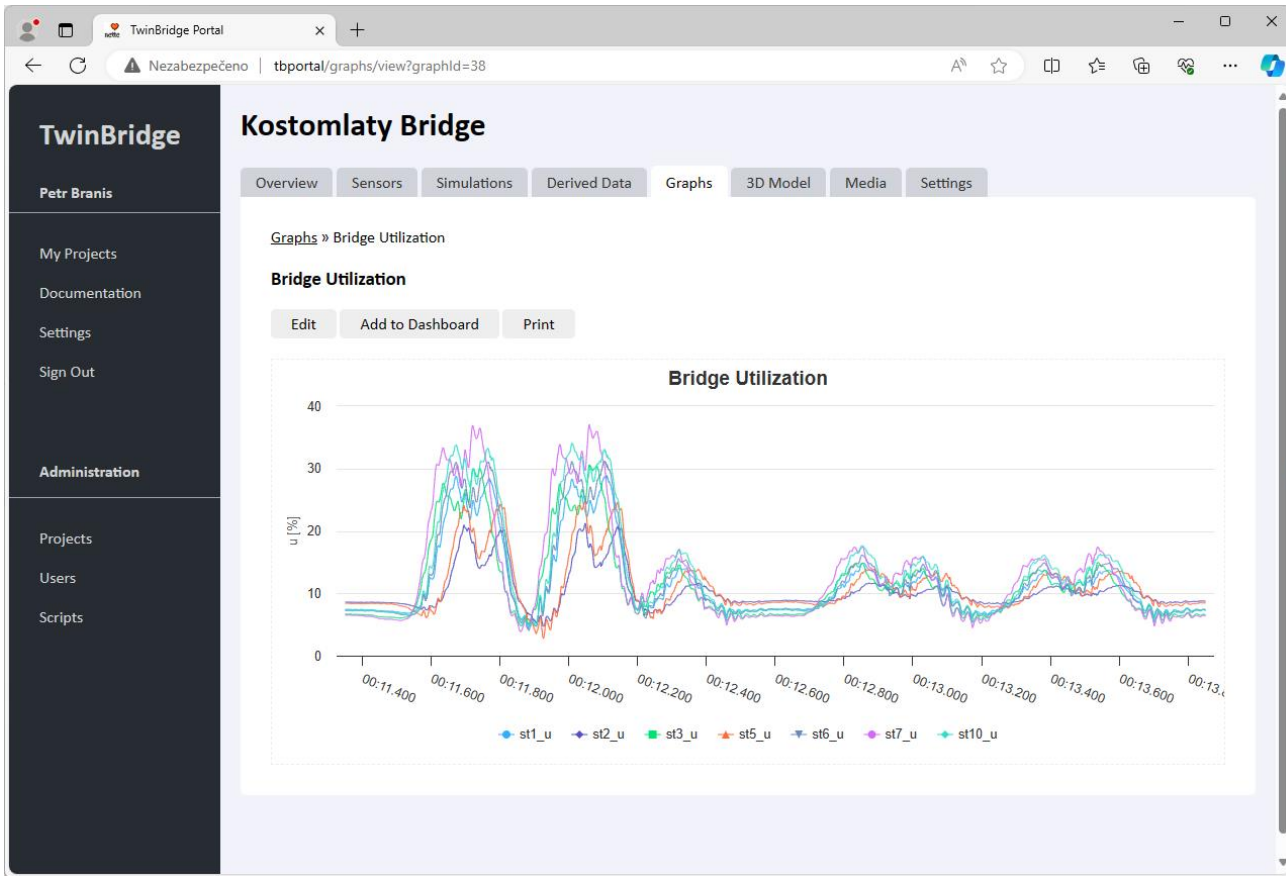 nette TwinBridge Portal
Nezabezpečeno | tbportal/graphs/view?graphId=38
TwinBridge
Petr Branis
My Projects
Documentation
Settings
Sign Out
Administration
Projects
Users
Scripts
Kostomlaty Bridge
Overview Sensors Simulations Derived Data Graphs 3D Model Media Settings
Graphs » Bridge Utilization
Bridge Utilization
Edit Add to Dashboard Print
Bridge Utilization
40
30
20
10
0
u [%]
00:11.400 00:11.600 00:11.800 00:12.000 00:12.200 00:12.400 00:12.600 00:12.800 00:13.000 00:13.200 00:13.400 00:13.600 00:13.
st1_u st2_u st3_u st5_u st6_u st7_u st10_u